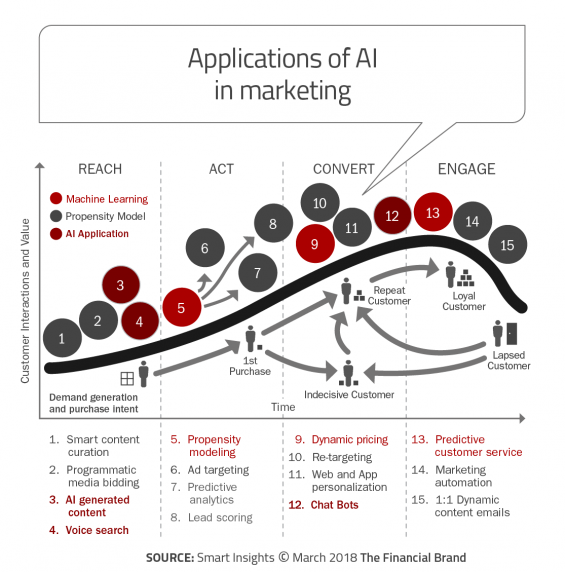 Applications of AI
in marketing
REACH
ACT
CONVERT
ENGAGE
Machine Learning
Propensity Model
AI Application
Customer Interactions and Value
1
2
3
4
5
6
7
8
9
10
11
12
13
14
15
Demand generation
and purchase intent
1st
Purchase
Indecisive Customer
Repeat
Customer
Loyal
Customer
Lapsed
Customer
Time
1. Smart content
curation
2. Programmatic
media bidding
3. AI generated
content
4. Voice search
5. Propensity
modeling
6. Ad targeting
7. Predictive
analytics
8. Lead scoring
9. Dynamic pricing
10. Re-targeting
11. Web and App
personalization
12. Chat Bots
13. Predictive
customer service
14. Marketing
automation
15. 1:1 Dynamic
content emails
SOURCE: Smart Insights © March 2018 The Financial Brand